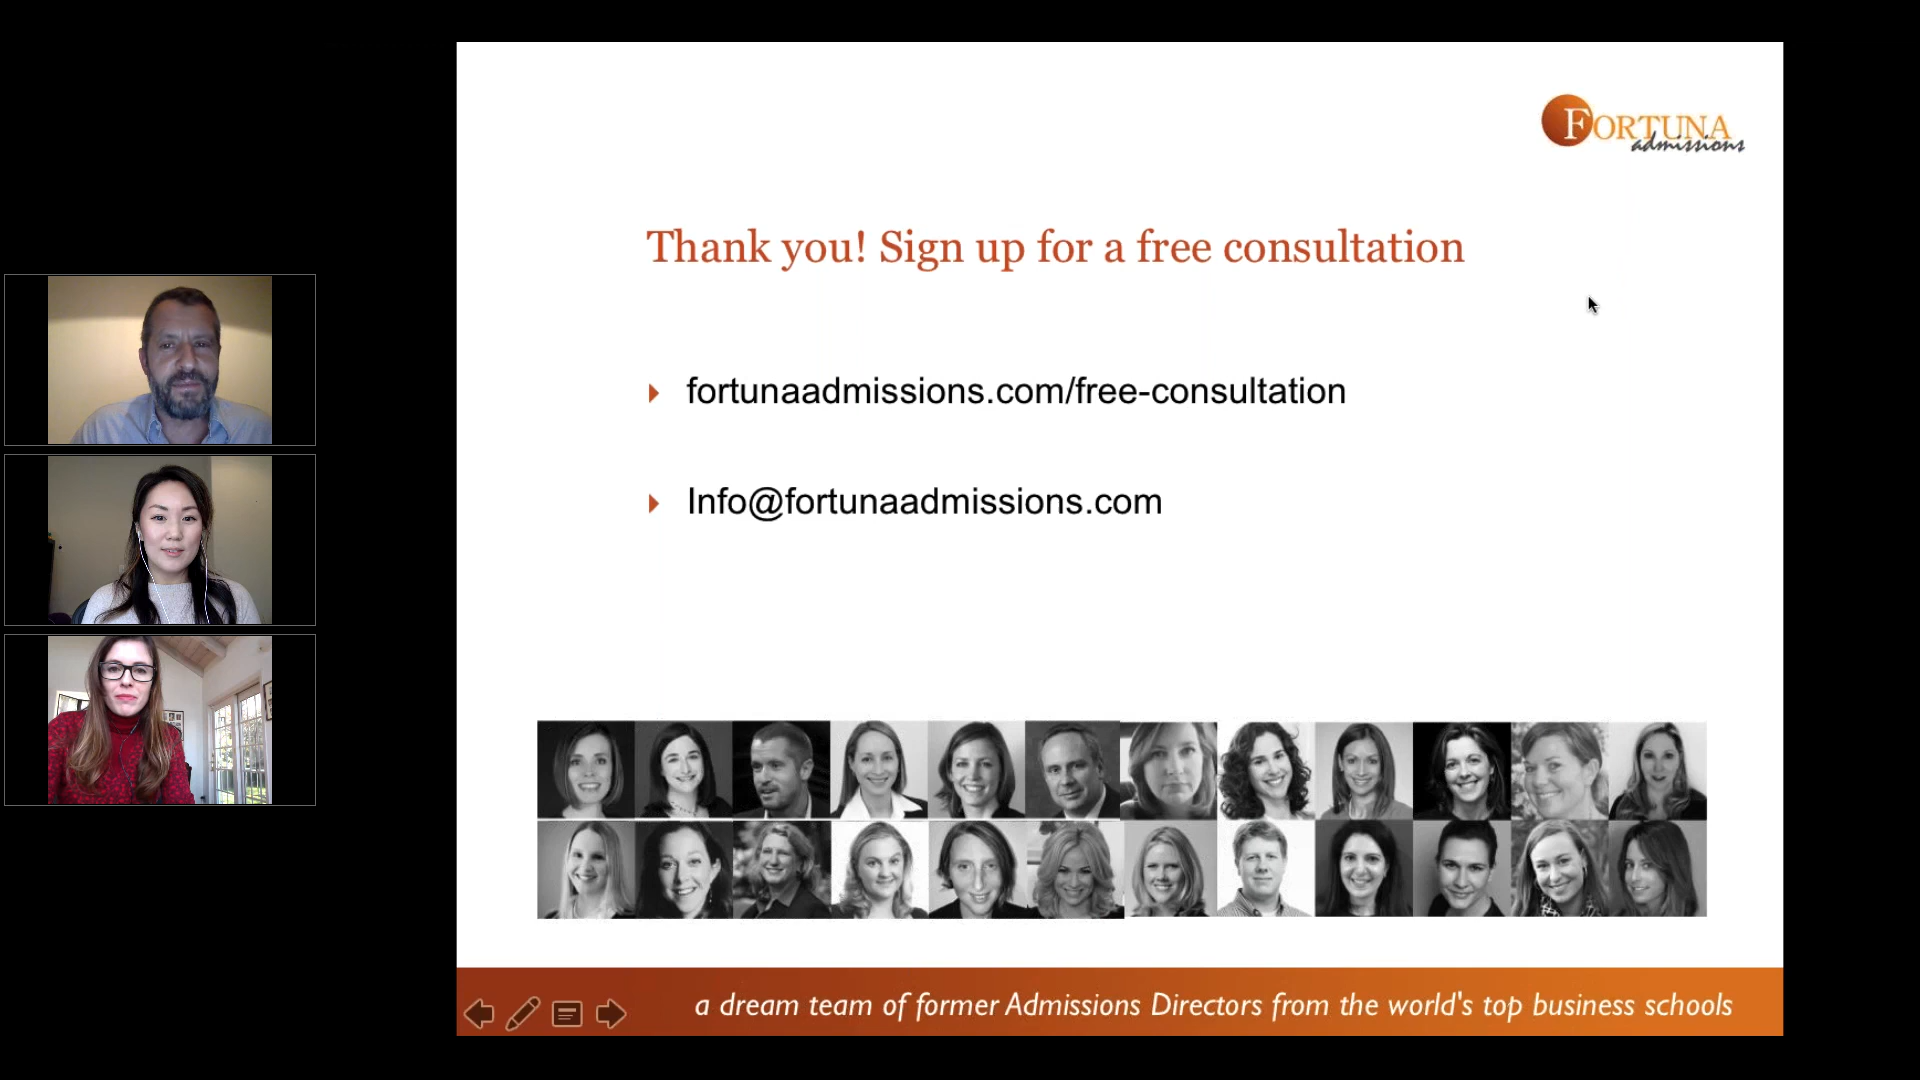 FORTUNA
admissions
Thank you! Sign up for a free consultation
fortunaadmissions.com/free-consultation
Info@fortunaadmissions.com
a dream team of former Admissions Directors from the world's top business schools